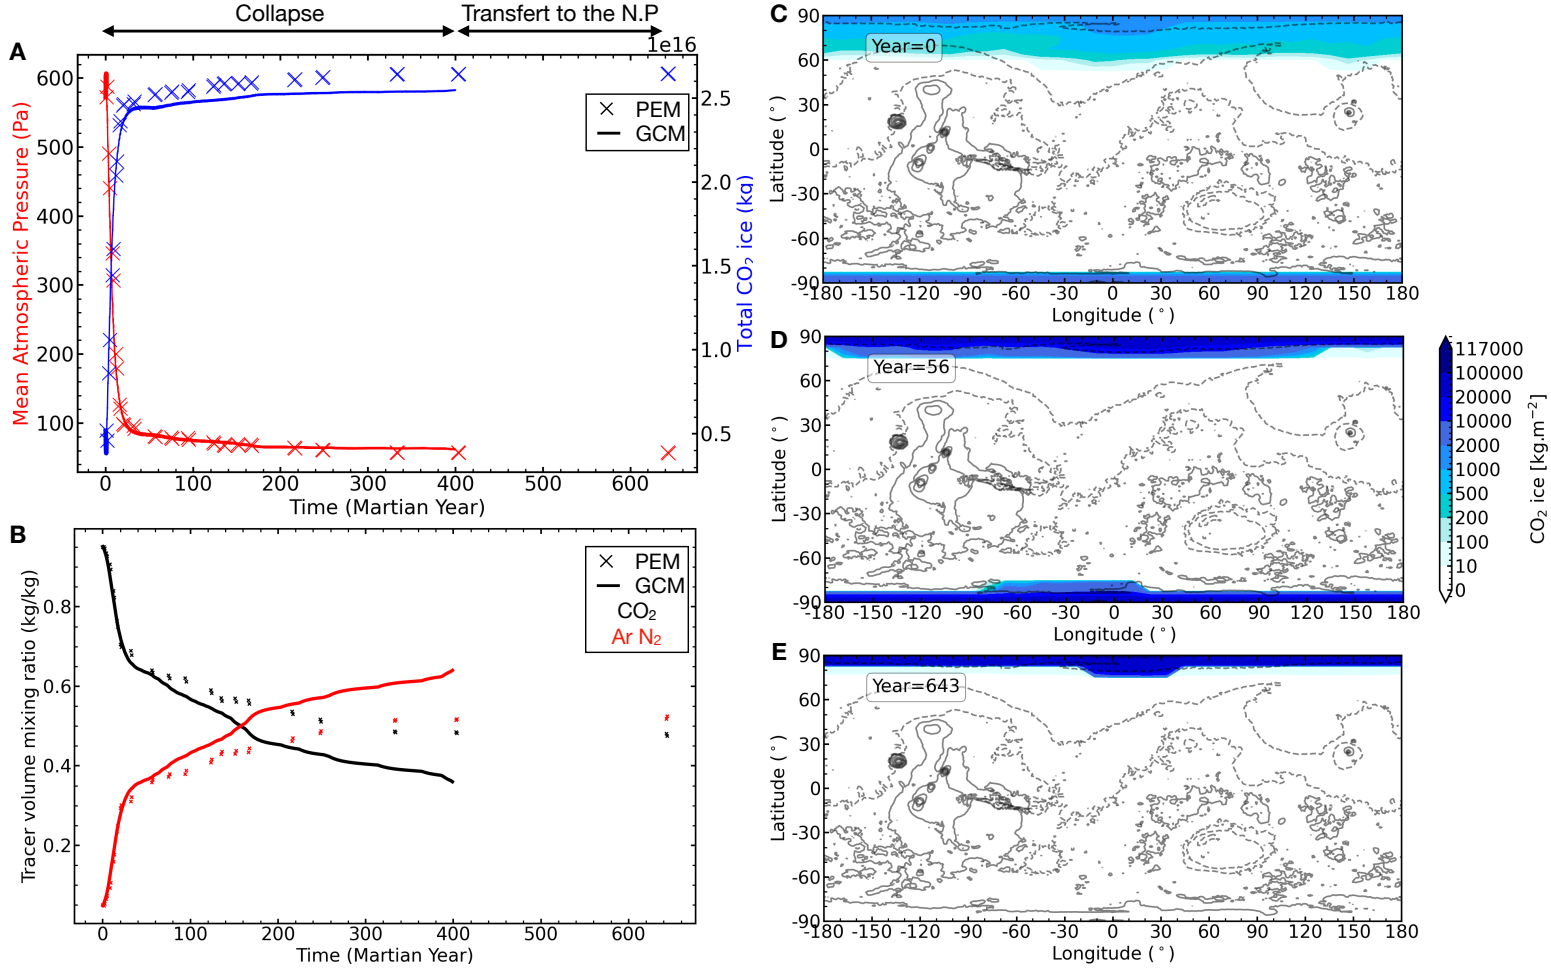 Collapse
Transfert to the N.P
A
1e16
600
500
400
300
200
100
Mean Atmospheric Pressure (Pa)
× PEM
GCM
2.5
2.0
1.5
1.0
0.5
Total CO₂ ice (kg)
0 100 200 300 400 500 600
Time (Martian Year)
B
0.8
0.6
0.4
0.2
Tracer volume mixing ratio (kg/kg)
× PEM
GCM
CO₂
Ar N₂
0 100 200 300 400 500 600
Time (Martian Year)
C
Year=0
90
60
30
0
-30
-60
-90
Latitude (°)
-180 -150 -120 -90 -60 -30 0 30 60 90 120 150 180
Longitude (°)
D
Year=56
90
60
30
0
-30
-60
-90
Latitude (°)
-180 -150 -120 -90 -60 -30 0 30 60 90 120 150 180
Longitude (°)
117000
100000
20000
10000
2000
1000
500
200
100
10
0
CO₂ ice [kg.m⁻²]
E
Year=643
90
60
30
0
-30
-60
-90
Latitude (°)
-180 -150 -120 -90 -60 -30 0 30 60 90 120 150 180
Longitude (°)